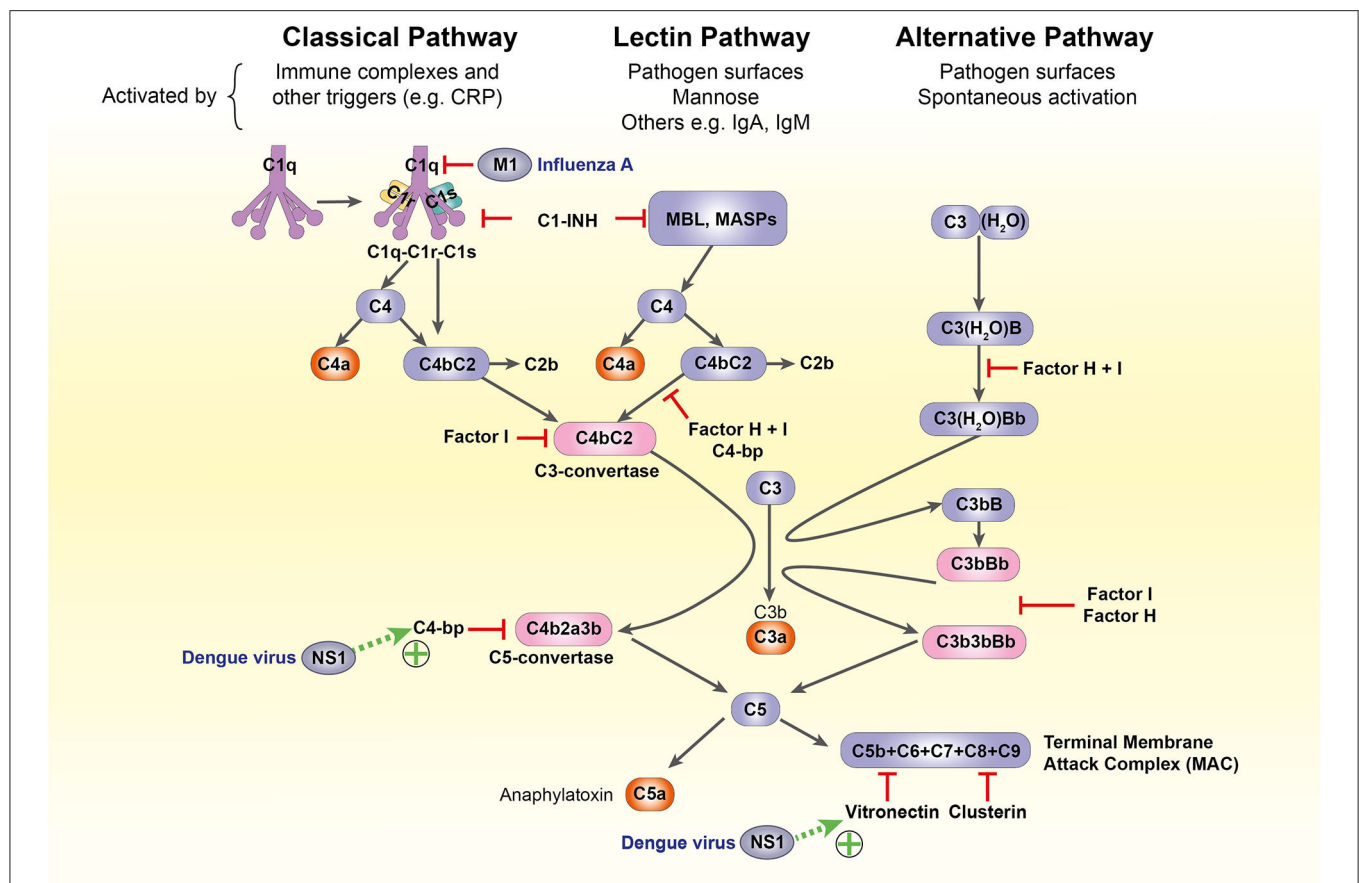 Classical Pathway
Lectin Pathway
Alternative Pathway
Activated by
Immune complexes and
other triggers (e.g. CRP)
Pathogen surfaces
Mannose
Others e.g. IgA, IgM
Pathogen surfaces
Spontaneous activation
C1q
C1q
C1r
C1s
M1
Influenza A
C1q-C1r-C1s
C1-INH
MBL, MASPs
C3
(H₂O)
C4
C4
C4a
C4bC2
C2b
C4a
C4bC2
C2b
C3(H₂O)B
Factor H + I
C3(H₂O)Bb
Factor I
C4bC2
C3-convertase
Factor H + I
C4-bp
C3
C3bB
C3bBb
Factor I
Factor H
C3b
C3a
C3b3bBb
Dengue virus
NS1
C4-bp
C4b2a3b
C5-convertase
C5
C5b+C6+C7+C8+C9
Terminal Membrane
Attack Complex (MAC)
Anaphylatoxin
C5a
Vitronectin
Clusterin
Dengue virus
NS1